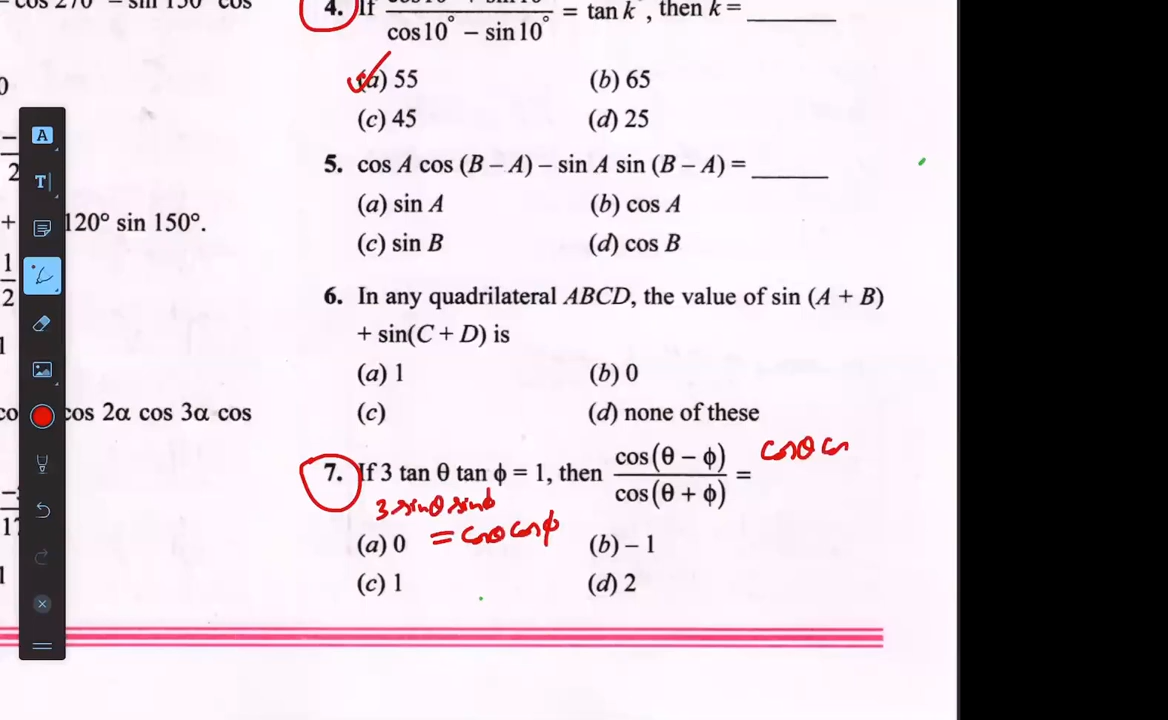 4. If
= tan k°, then k = ______
cos10° − sin10°
(a) 55 (b) 65
(c) 45 (d) 25
5. cos A cos (B – A) – sin A sin (B – A) = ______
(a) sin A (b) cos A
(c) sin B (d) cos B
120° sin 150°.
6. In any quadrilateral ABCD, the value of sin (A + B)
+ sin(C + D) is
(a) 1 (b) 0
(c) (d) none of these
cos 2α cos 3α cos
7. If 3 tan θ tan ϕ = 1, then cos(θ − ϕ) / cos(θ + ϕ) = cosθ co
3 sinθ sinϕ
= cosθ cosϕ
(a) 0 (b) – 1
(c) 1 (d) 2